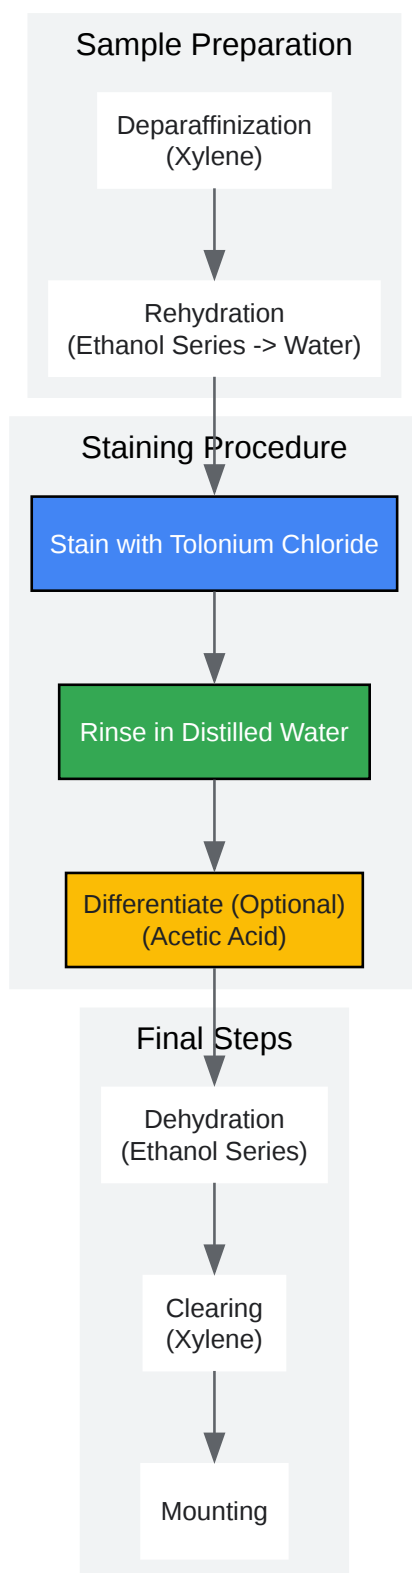 Sample Preparation
Deparaffinization
(Xylene)
Rehydration
(Ethanol Series -> Water)
Staining Procedure
Stain with Tolonium Chloride
Rinse in Distilled Water
Differentiate (Optional)
(Acetic Acid)
Final Steps
Dehydration
(Ethanol Series)
Clearing
(Xylene)
Mounting